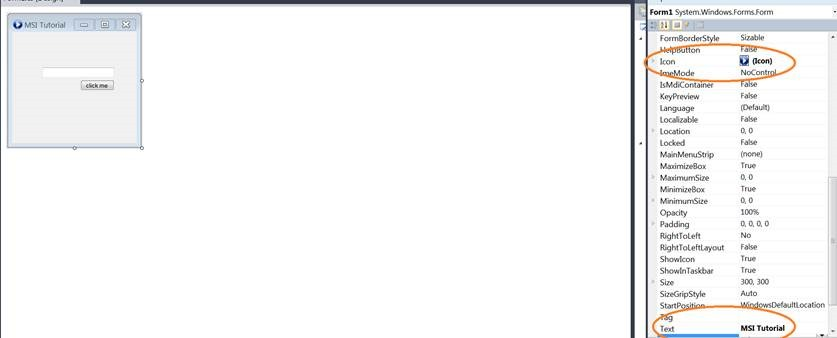 MSI Tutorial
click me
Form1 System.Windows.Forms.Form
FormBorderStyle Sizable
HelpButton False
Icon (Icon)
ImeMode NoControl
IsMdiContainer False
KeyPreview False
Language (Default)
Localizable False
Location 0, 0
Locked False
MainMenuStrip (none)
MaximizeBox True
MaximumSize 0, 0
MinimizeBox True
MinimumSize 0, 0
Opacity 100%
Padding 0, 0, 0, 0
RightToLeft No
RightToLeftLayout False
ShowIcon True
ShowInTaskbar True
Size 300, 300
SizeGripStyle Auto
StartPosition WindowsDefaultLocation
Tag
Text MSI Tutorial